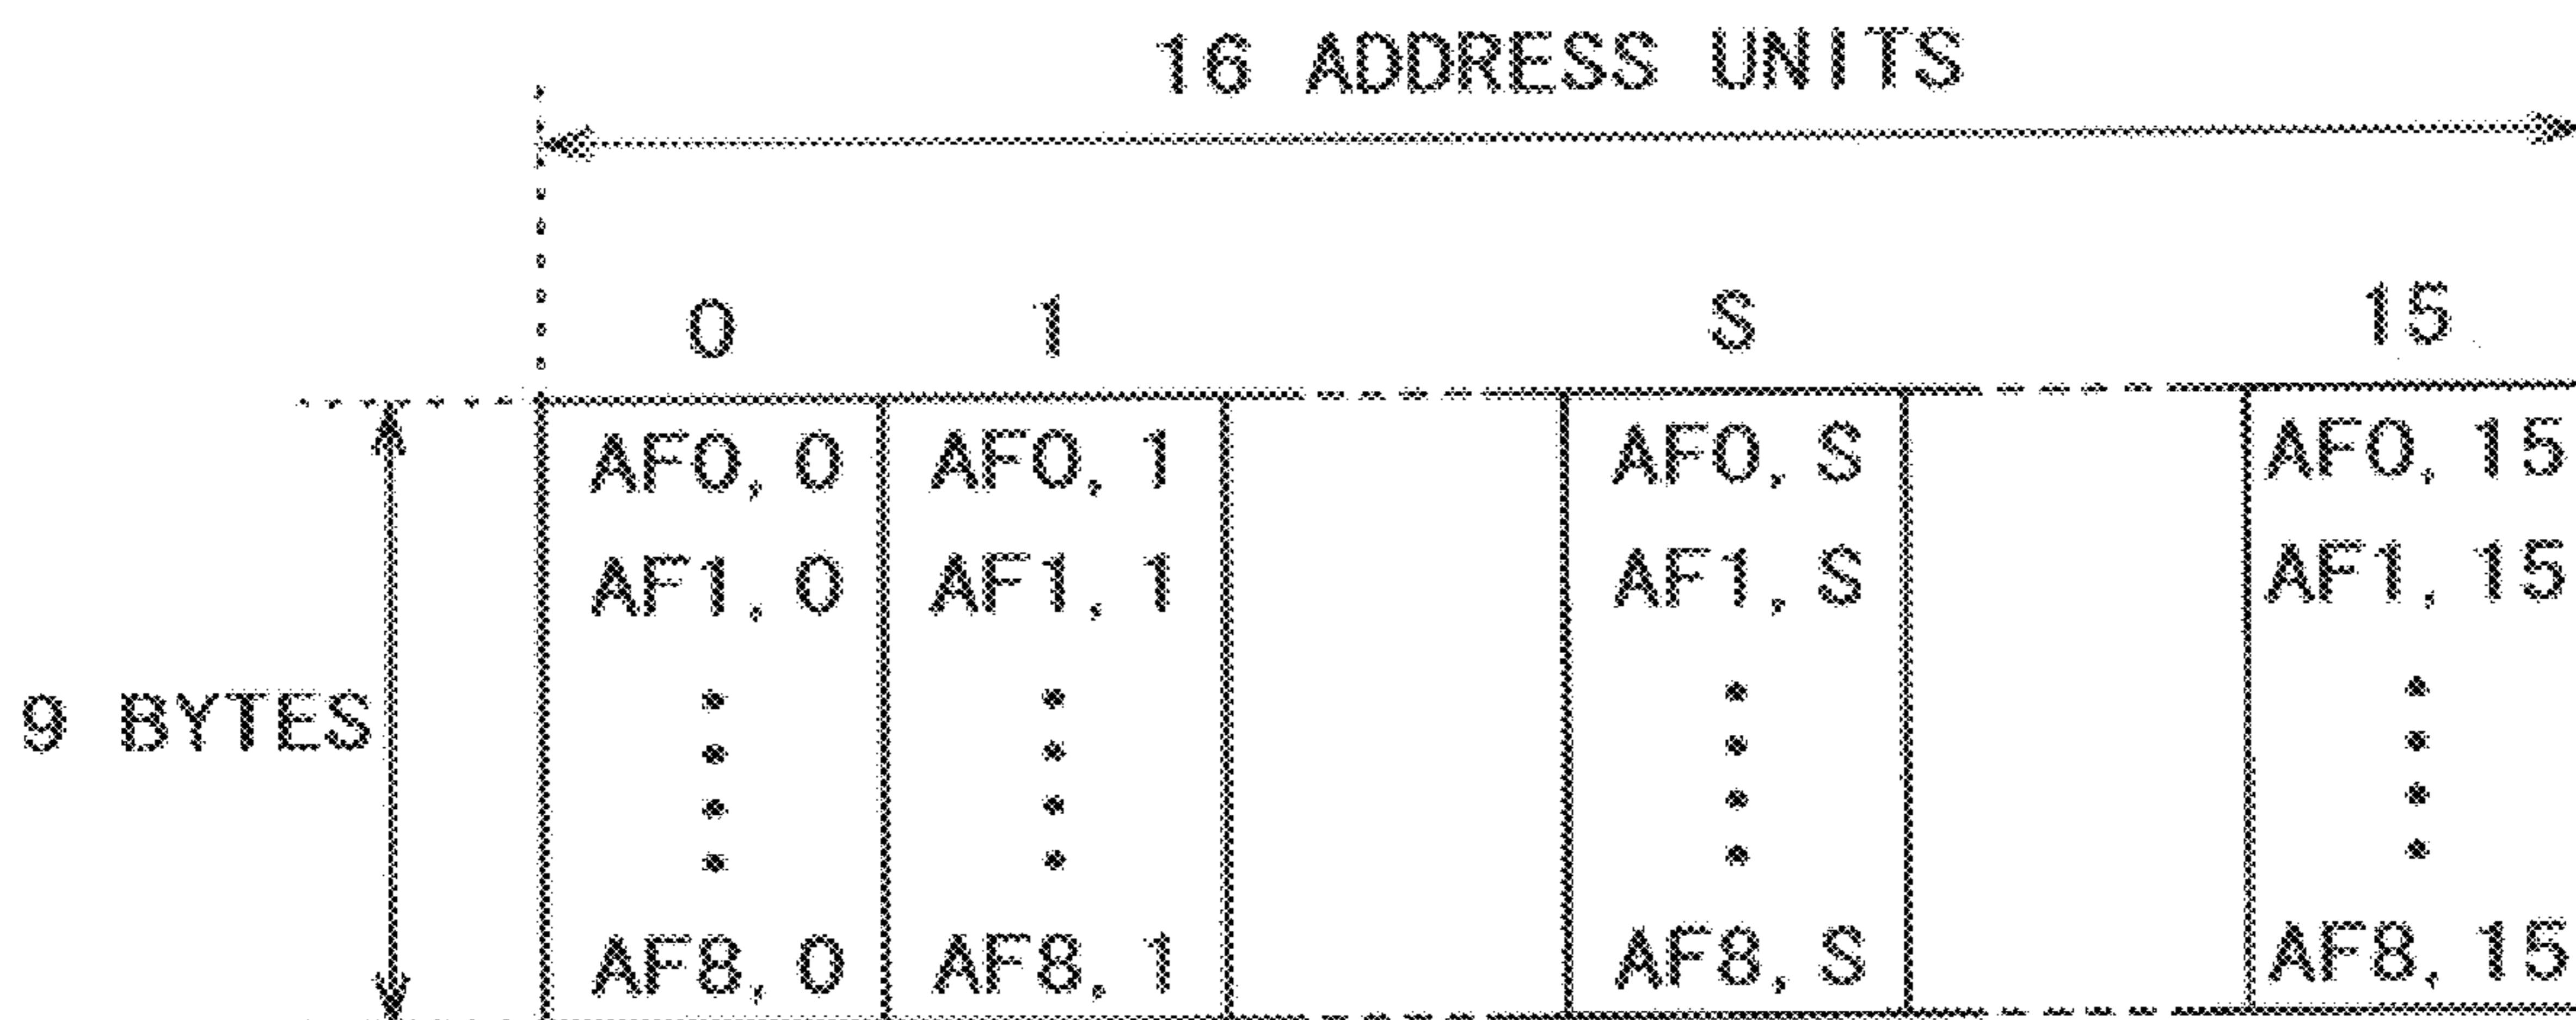 16 ADDRESS UNITS
0 1 S 15
AF0, 0 AF0, 1 AF0, S AF0, 15
AF1, 0 AF1, 1 AF1, S AF1, 15
9 BYTES
AF8, 0 AF8, 1 AF8, S AF8, 15